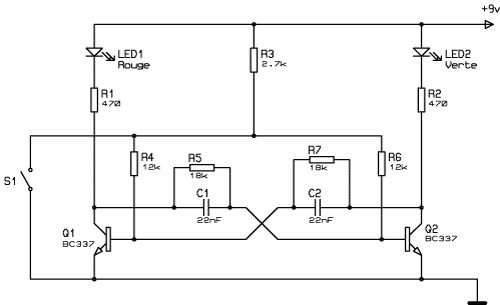 +9v
LED1
Rouge
R3
2.7k
LED2
Verte
R1
470
R2
470
R4
12k
R5
18k
R7
18k
R6
12k
S1
C1
22nF
C2
22nF
Q1
BC337
Q2
BC337